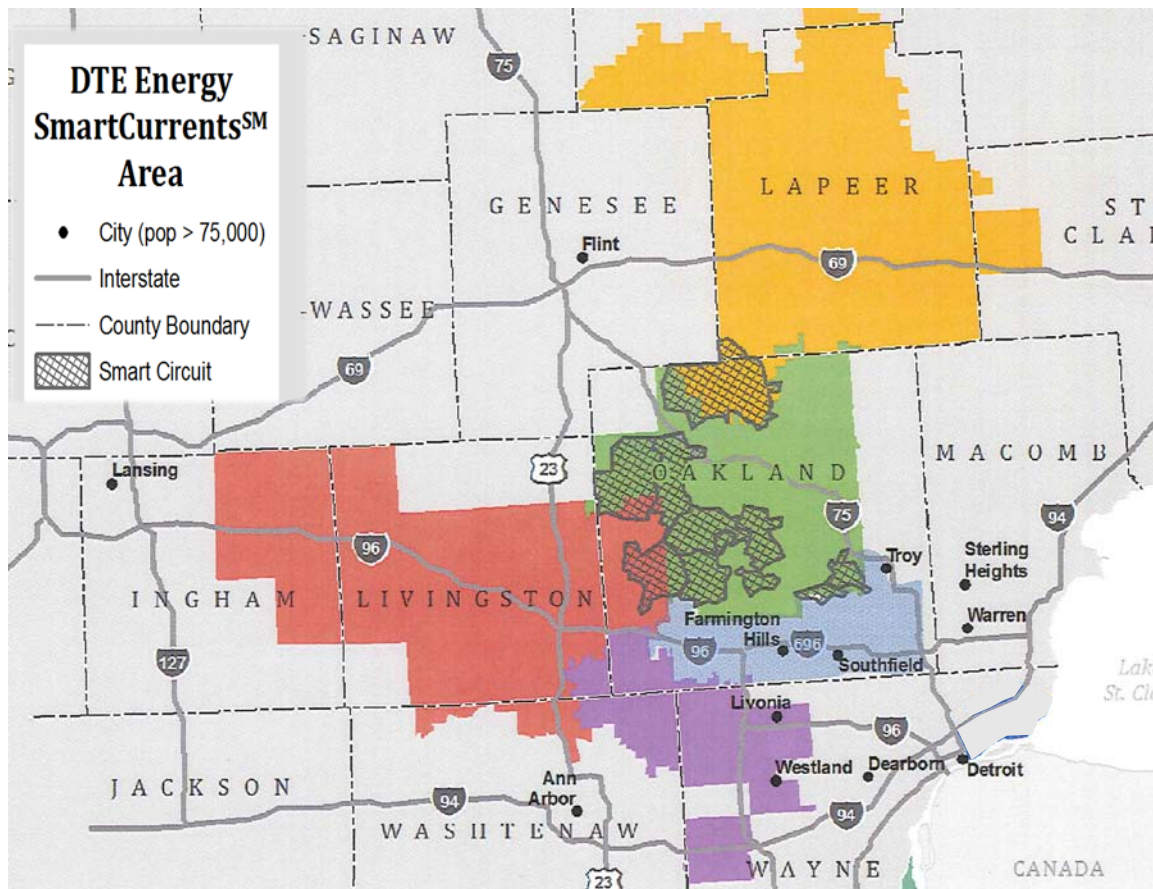 DTE Energy
SmartCurrentsSM
Area
City (pop > 75,000)
Interstate
County Boundary
Smart Circuit
SAGINAW
75
GENESEE
Flint
LAPEER
69
ST
CLAI
-WASSEE
69
23
Lansing
OAKLAND
MACOMB
75
94
96
Troy
Sterling
Heights
INGHAM
LIVINGSTON
Farmington
Hills
Warren
127
96
696
Southfield
Lak
St. Cl
Livonia
96
Ann
Arbor
Westland
Dearborn
Detroit
JACKSON
94
94
WASHTENAW
WAYNE
23
CANADA